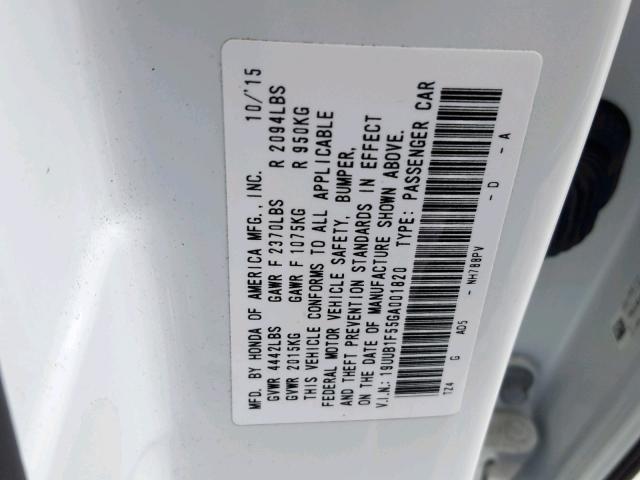 MFD. BY HONDA OF AMERICA MFG., INC. 10/'15
GVWR 4442LBS GAWR F 2370LBS R 2094LBS
GVWR 2015KG GAWR F 1075KG R 950KG
THIS VEHICLE CONFORMS TO ALL APPLICABLE
FEDERAL MOTOR VEHICLE SAFETY, BUMPER,
AND THEFT PREVENTION STANDARDS IN EFFECT
ON THE DATE OF MANUFACTURE SHOWN ABOVE.
V.I.N.: 19UUB1F55GA001820 TYPE: PASSENGER CAR
TZ4 G AD5 - NH788PV - D - A